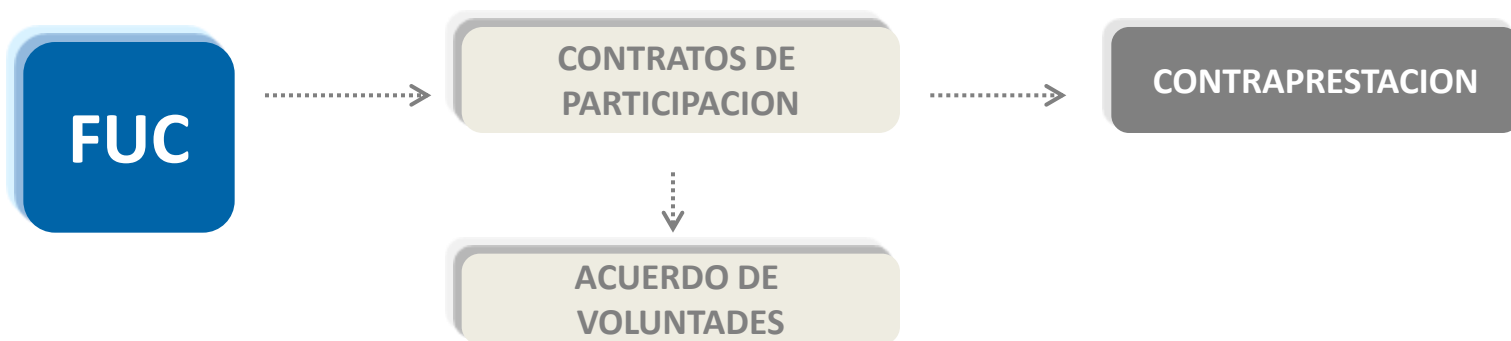 FUC
CONTRATOS DE
PARTICIPACION
CONTRAPRESTACION
ACUERDO DE
VOLUNTADES